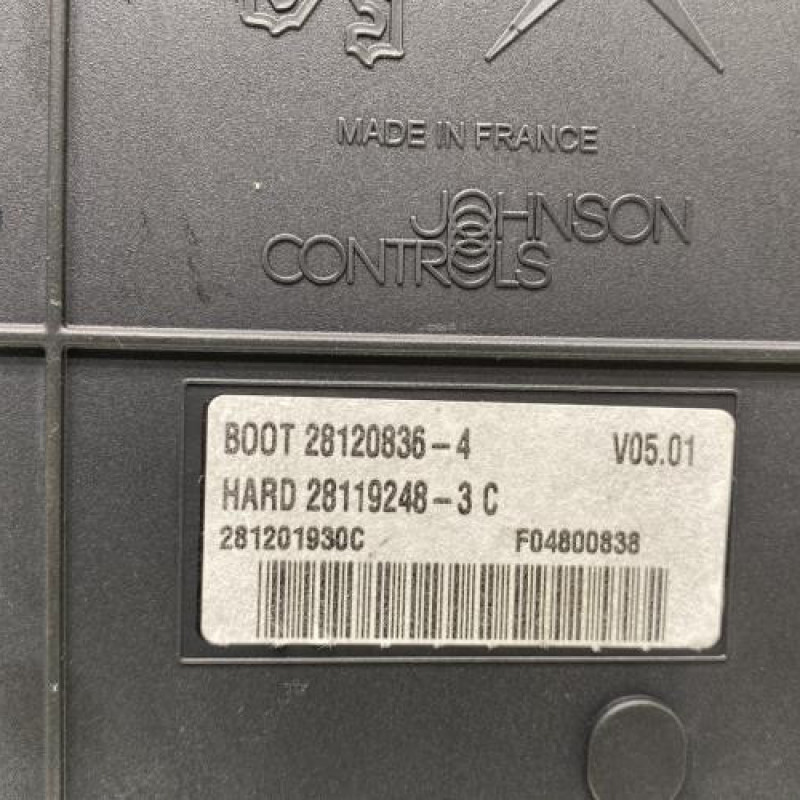 MADE IN FRANCE
JOHNSON
CONTROLS
BOOT 28120836-4 V05.01
HARD 28119248-3 C
281201930C F04800838